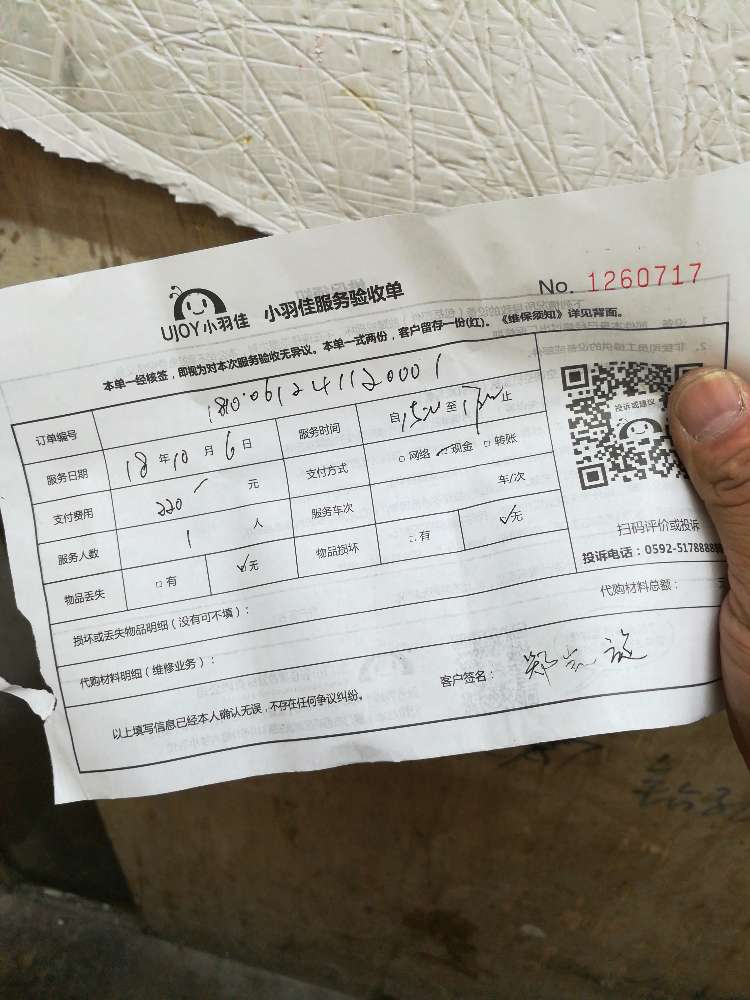 UJOY小羽佳 小羽佳服务验收单 No. 1260717
本单一经核签，即视为对本次服务验收无异议。本单一式两份，客户留存一份(红)。《维保须知》详见背面。
订单编号
服务日期 18年10月6日 服务时间 自 至 止
支付费用 220 元 支付方式 网络 现金 转账
服务人数 1 人 服务车次 车/次
物品丢失 有 ✓无 物品损坏 有 ✓无
投诉或建议
扫码评价或投诉
投诉电话：0592-5178888
损坏或丢失物品明细（没有可不填）：
代购材料明细（维修业务）： 代购材料总额：
以上填写信息已经本人确认无误，不存在任何争议纠纷。 客户签名：